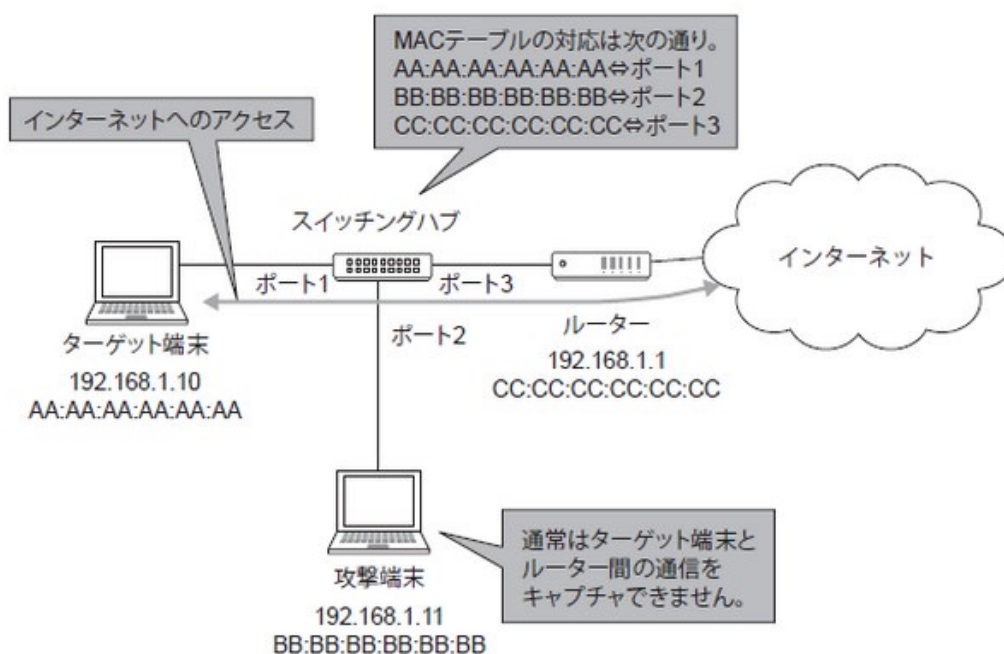 MACテーブルの対応は次の通り。
AA:AA:AA:AA:AA:AA⇔ポート1
BB:BB:BB:BB:BB:BB⇔ポート2
CC:CC:CC:CC:CC:CC⇔ポート3
インターネットへのアクセス
スイッチングハブ
インターネット
ポート1
ポート3
ポート2
ターゲット端末
192.168.1.10
AA:AA:AA:AA:AA:AA
ルーター
192.168.1.1
CC:CC:CC:CC:CC:CC
通常はターゲット端末と
ルーター間の通信を
キャプチャできません。
攻撃端末
192.168.1.11
BB:BB:BB:BB:BB:BB